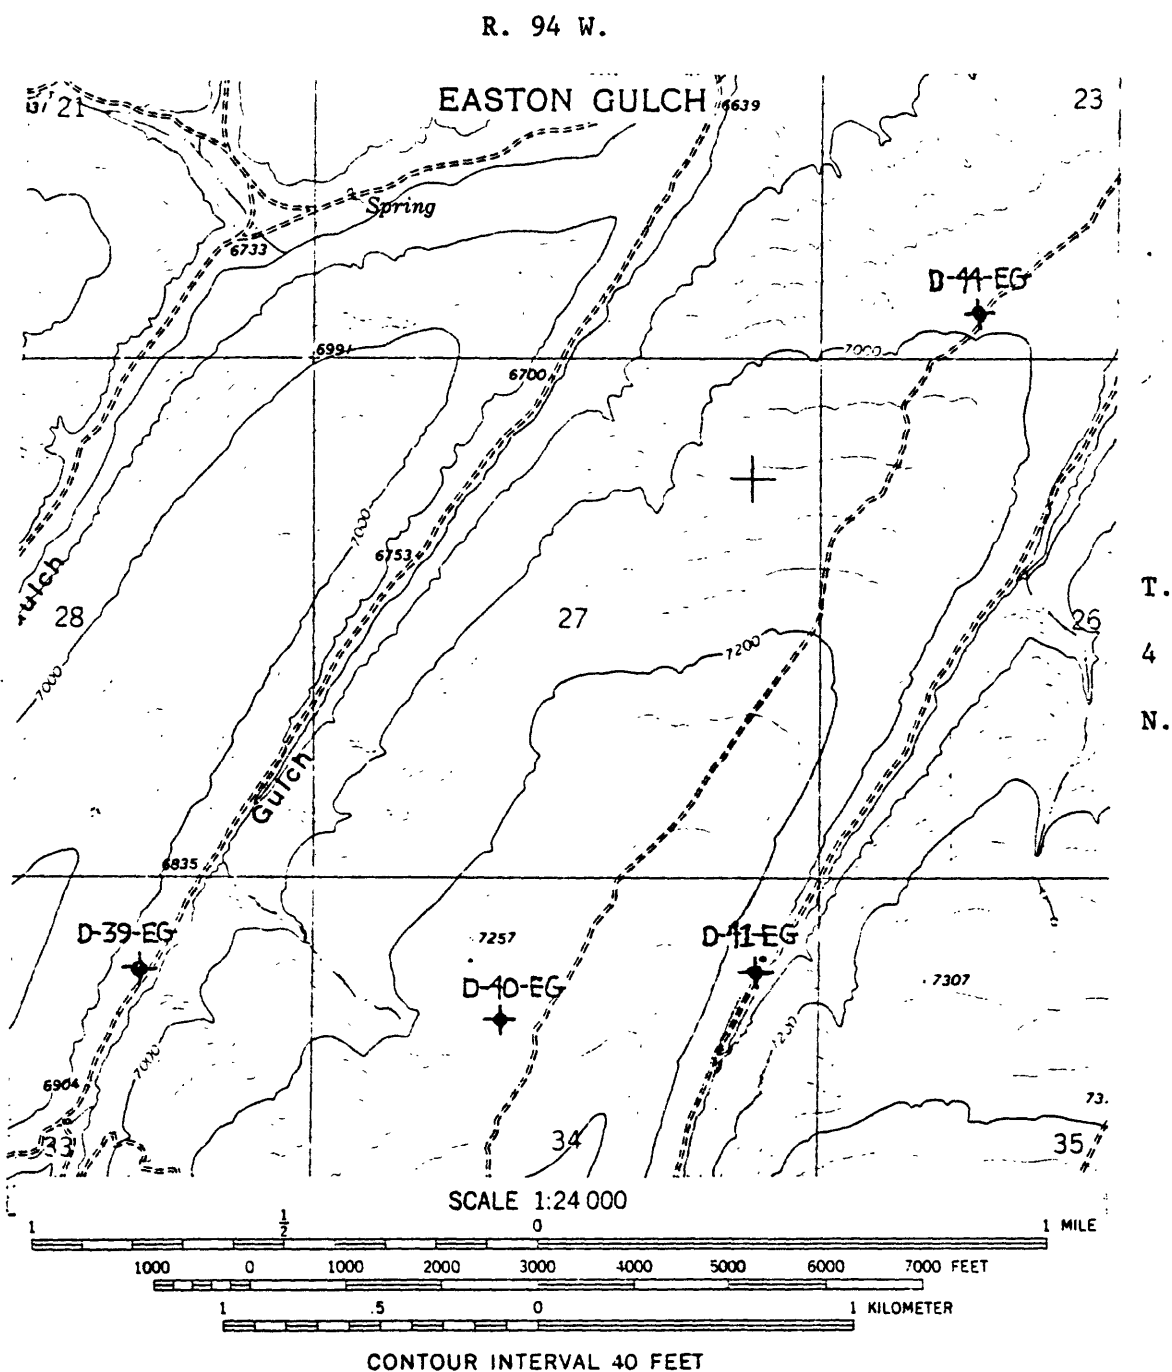 R. 94 W.
21
EASTON GULCH
6639
23
Spring
6733
D-44-EG
6991
6700
7000
7000
6753
Gulch
28
27
26
T.
4
N.
7200
7000
Gulch
6835
D-39-EG
7257
D-41-EG
D-40-EG
7307
7000
6904
33
34
35
SCALE 1:24 000
1 1/2 0 1 MILE
1000 0 1000 2000 3000 4000 5000 6000 7000 FEET
1 .5 0 1 KILOMETER
CONTOUR INTERVAL 40 FEET